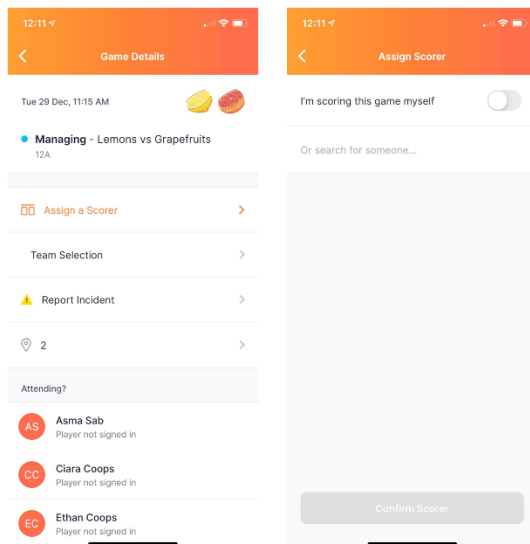 12:11
Game Details
Tue 29 Dec, 11:15 AM
Managing - Lemons vs Grapefruits
12A
Assign a Scorer
Team Selection
Report Incident
2
Attending?
AS
Asma Sab
Player not signed in
CC
Ciara Coops
Player not signed in
EC
Ethan Coops
Player not signed in
12:11
Assign Scorer
I'm scoring this game myself
Or search for someone...
Confirm Scorer